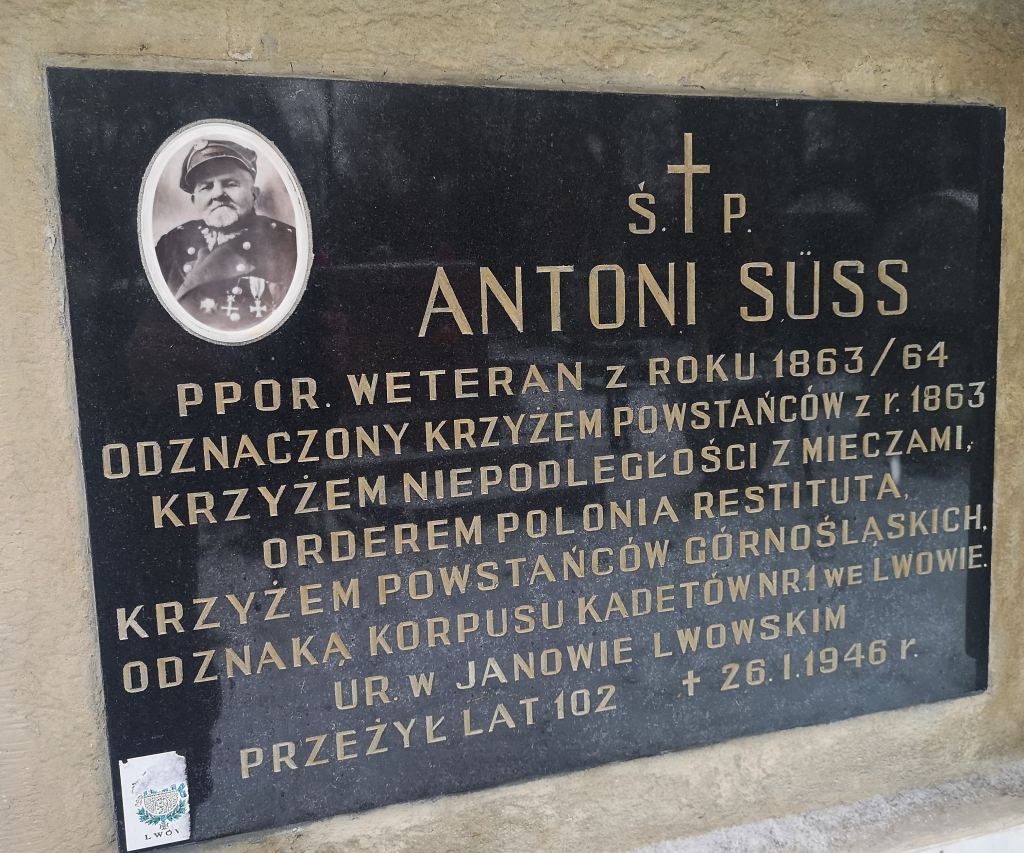 Ś. P.
ANTONI SÜSS
PPOR. WETERAN z ROKU 1863/64
ODZNACZONY KRZYŻEM POWSTAŃCÓW z r. 1863
KRZYŻEM NIEPODLEGŁOŚCI Z MIECZAMI,
ORDEREM POLONIA RESTITUTA,
KRZYŻEM POWSTAŃCÓW GÓRNOŚLĄSKICH,
ODZNAKĄ KORPUSU KADETÓW NR.1 WE LWOWIE.
UR. W JANOWIE LWOWSKIM
PRZEŻYŁ LAT 102 + 26.I.1946 r.
LWÓW